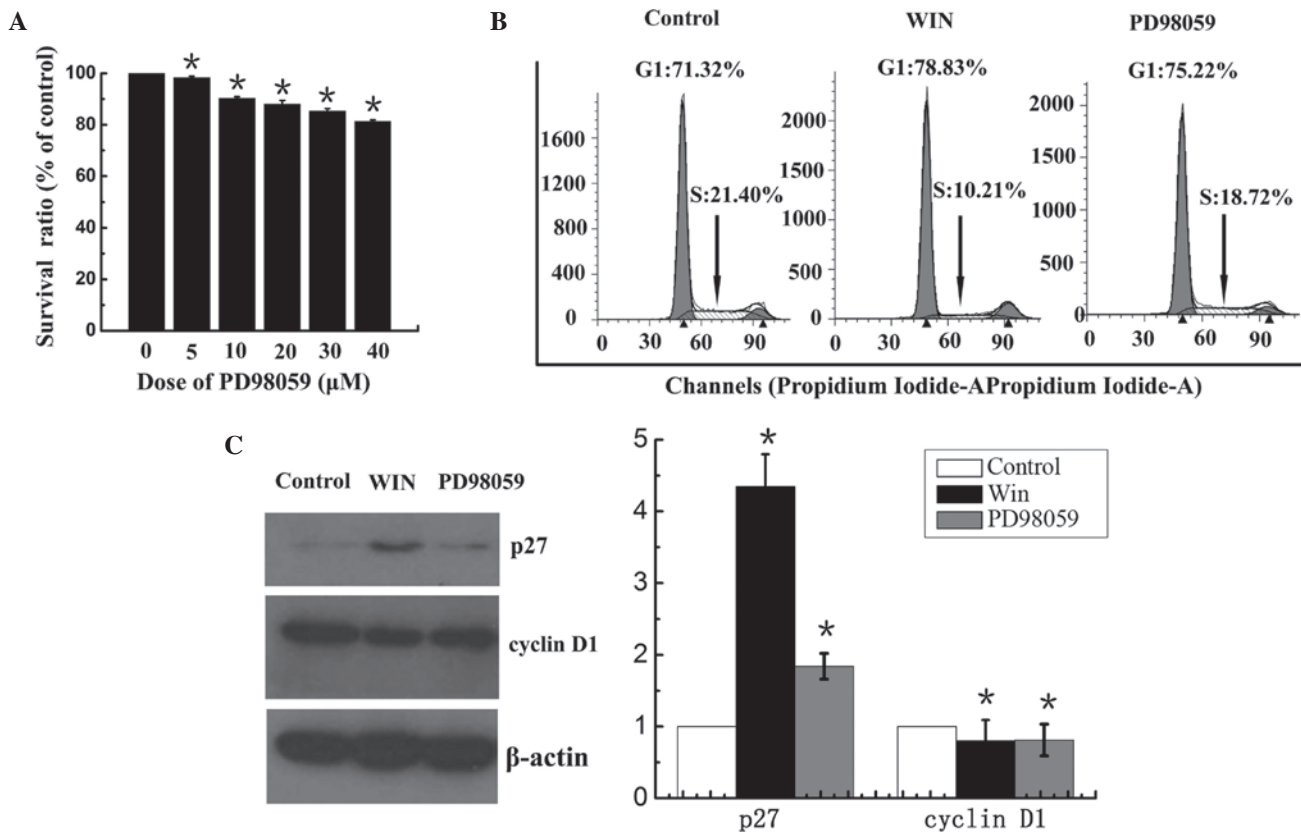 A
Survival ratio (% of control)
100
80
60
40
20
0
* * * * *
0 5 10 20 30 40
Dose of PD98059 (μM)
B
Control WIN PD98059
G1:71.32% G1:78.83% G1:75.22%
S:21.40% S:10.21% S:18.72%
1600
1200
800
400
0
0 30 60 90
2000
1500
1000
500
0
0 30 60 90
2000
1500
1000
500
0
0 30 60 90
Channels (Propidium Iodide-APropidium Iodide-A)
C
Control WIN PD98059
p27
cyclin D1
β-actin
5
4
3
2
1
0
* * * *
p27 cyclin D1
Control
Win
PD98059